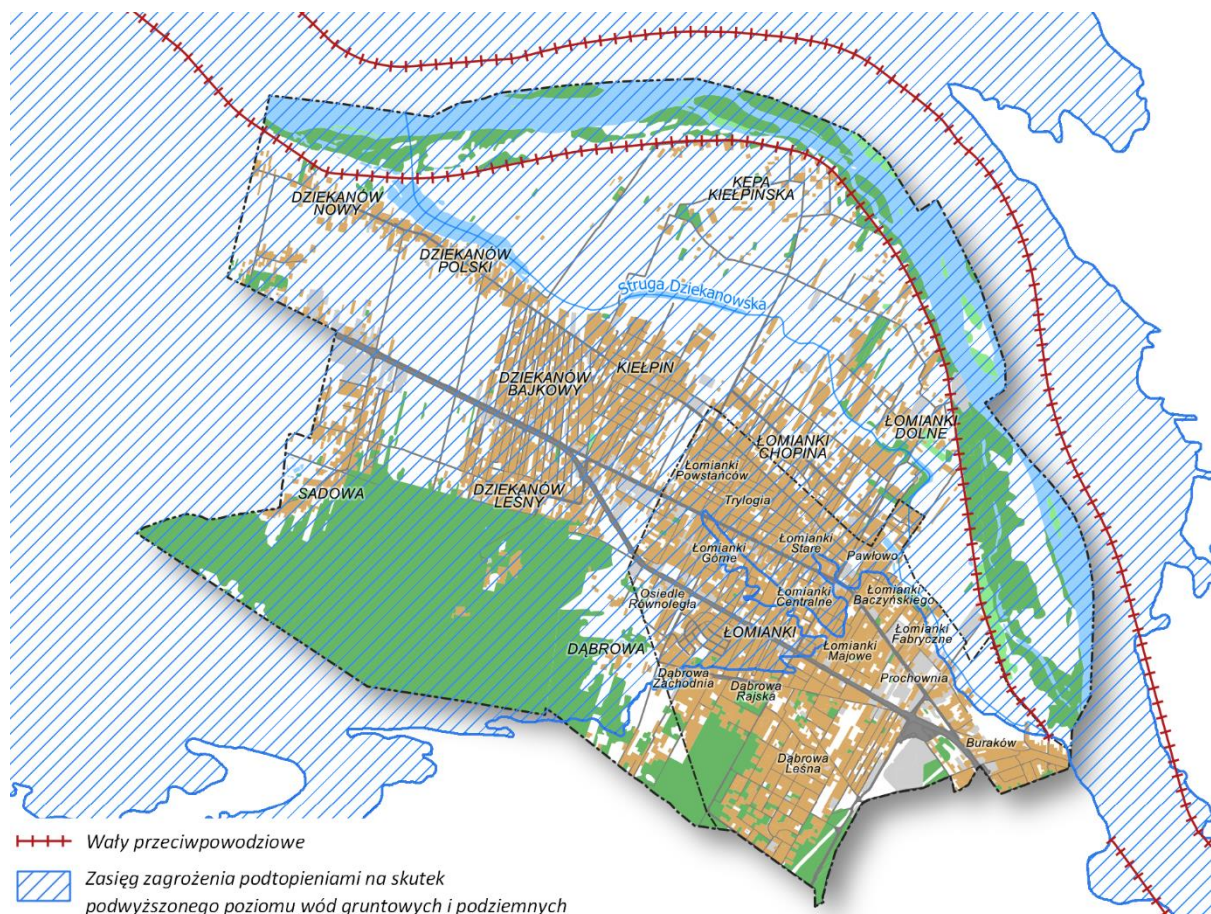 KĘPA
KIEŁPIŃSKA
DZIEKANÓW
NOWY
DZIEKANÓW
POLSKI
Struga Dziekanowska
KIEŁPIN
DZIEKANÓW
BAJKOWY
ŁOMIANKI
DOLNE
ŁOMIANKI
CHOPINA
Łomianki
Powstańców
Trylogia
SADOWA
DZIEKANÓW
LEŚNY
Łomianki
Górne
Łomianki
Stare
Pawłowo
Osiedle
Równoległa
Łomianki
Centralne
Łomianki
Baczyńskiego
ŁOMIANKI
Łomianki
Fabryczne
DĄBROWA
Łomianki
Majowe
Dąbrowa
Zachodnia
Dąbrowa
Rajska
Prochownia
Buraków
Dąbrowa
Leśna
Wały przeciwpowodziowe
Zasięg zagrożenia podtopieniami na skutek
podwyższonego poziomu wód gruntowych i podziemnych